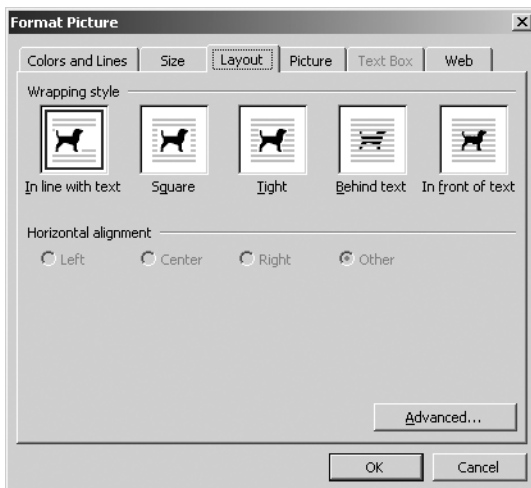 Format Picture
Colors and Lines Size Layout Picture Text Box Web
Wrapping style
In line with text Square Tight Behind text In front of text
Horizontal alignment
Left Center Right Other
Advanced...
OK Cancel